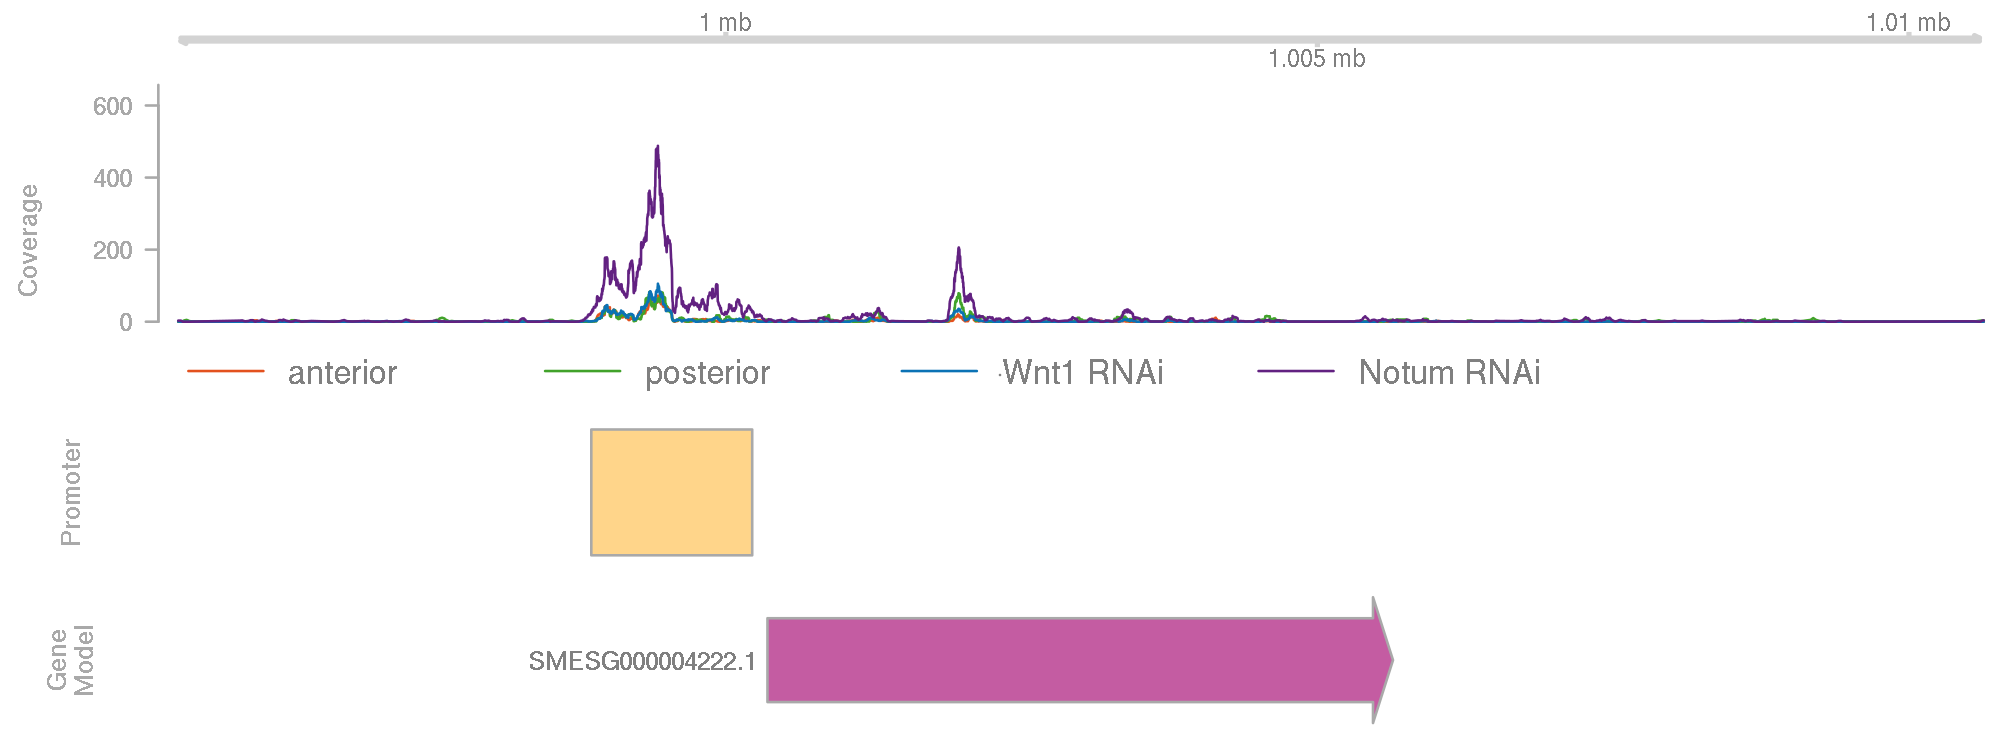 1 mb
1.01 mb
1.005 mb
600
400
200
0
Coverage
anterior
posterior
Wnt1 RNAi
Notum RNAi
Promoter
SMESG000004222.1
Gene
Model